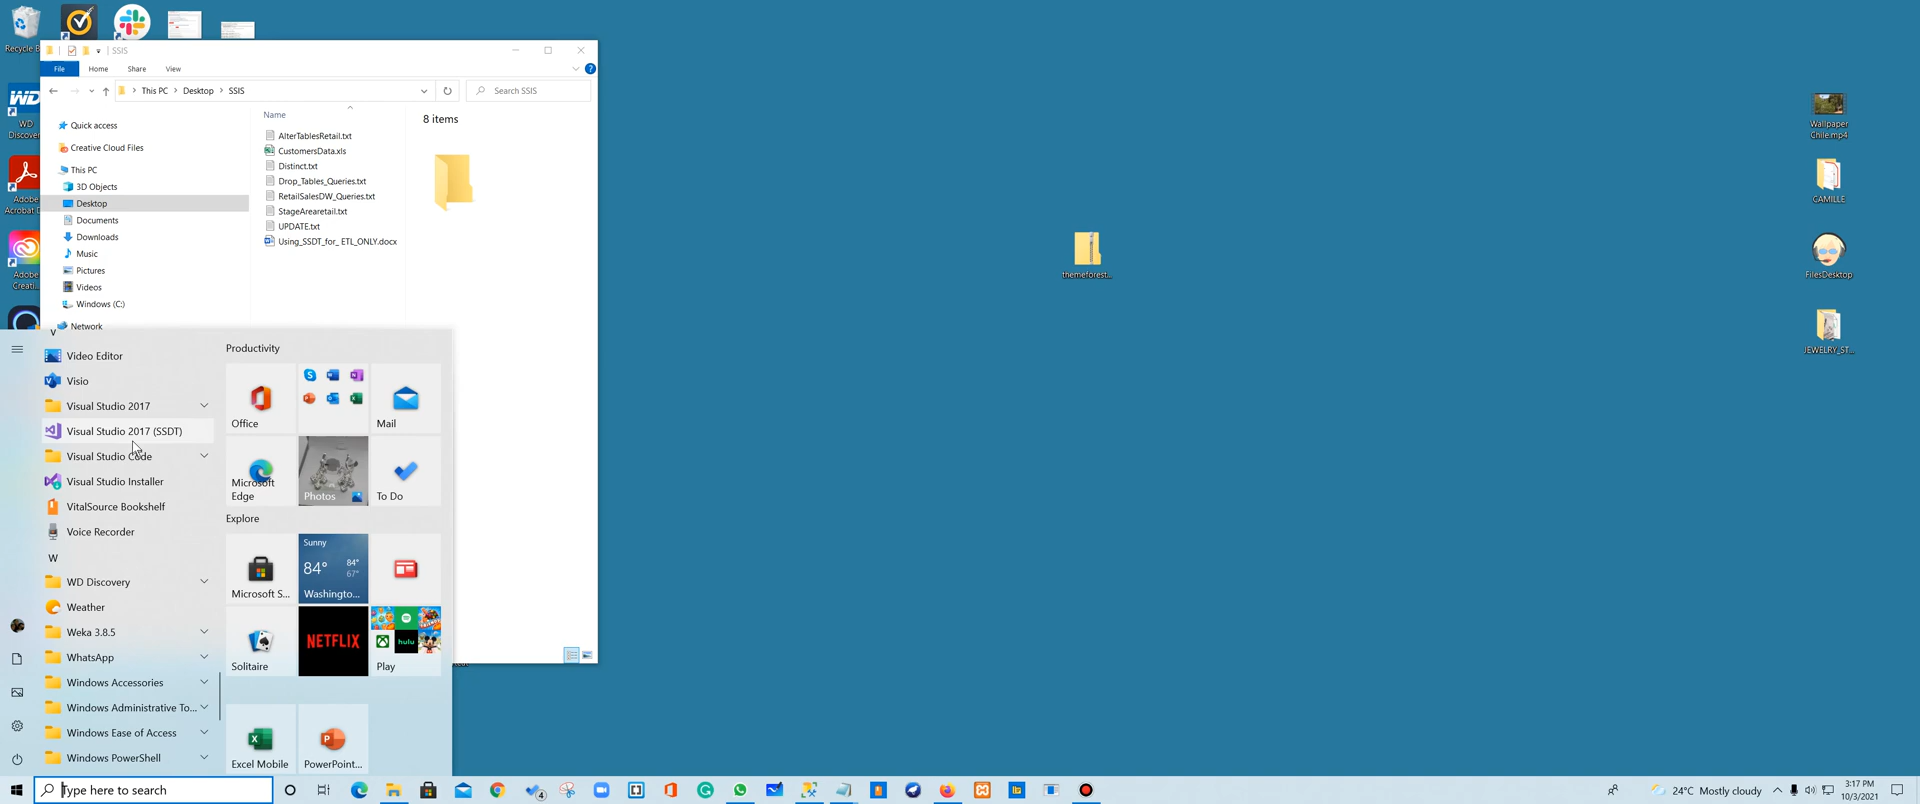 Recycle B
WD
Discove
Adobe
Acrobat D
Adobe
Creati...
SSIS
File
Home
Share
View
This PC
Desktop
SSIS
Search SSIS
Quick access
Creative Cloud Files
This PC
3D Objects
Desktop
Documents
Downloads
Music
Pictures
Videos
Windows (C:)
Network
Name
AlterTablesRetail.txt
CustomersData.xls
Distinct.txt
Drop_Tables_Queries.txt
RetailSalesDW_Queries.txt
StageArearetail.txt
UPDATE.txt
Using_SSDT_for_ ETL_ONLY.docx
8 items
themeforest...
Wallpaper
Chile.mp4
CAMILLE
FilesDesktop
JEWELRY_ST...
V
Video Editor
Visio
Visual Studio 2017
Visual Studio 2017 (SSDT)
Visual Studio Code
Visual Studio Installer
VitalSource Bookshelf
Voice Recorder
W
WD Discovery
Weather
Weka 3.8.5
WhatsApp
Windows Accessories
Windows Administrative To...
Windows Ease of Access
Windows PowerShell
Productivity
Office
Mail
Microsoft
Edge
Photos
To Do
Explore
Microsoft S...
Sunny
84°
84°
67°
Washingto...
Solitaire
NETFLIX
hulu
Play
Excel Mobile
PowerPoint...
Type here to search
4
24°C Mostly cloudy
3:17 PM
10/3/2021